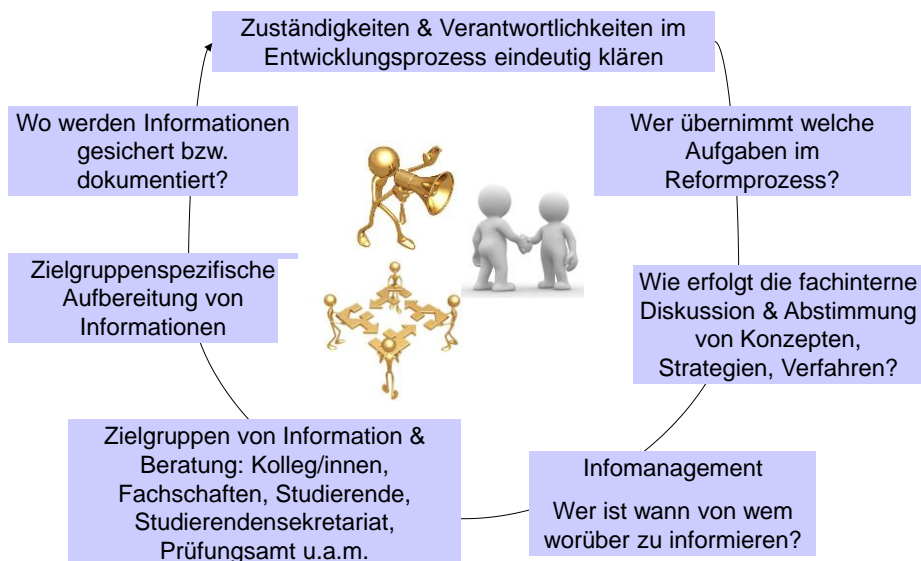 Zuständigkeiten & Verantwortlichkeiten im
Entwicklungsprozess eindeutig klären
Wer übernimmt welche
Aufgaben im
Reformprozess?
Wie erfolgt die fachinterne
Diskussion & Abstimmung
von Konzepten,
Strategien, Verfahren?
Infomanagement
Wer ist wann von wem
worüber zu informieren?
Zielgruppen von Information &
Beratung: Kolleg/innen,
Fachschaften, Studierende,
Studierendensekretariat,
Prüfungsamt u.a.m.
Zielgruppenspezifische
Aufbereitung von
Informationen
Wo werden Informationen
gesichert bzw.
dokumentiert?